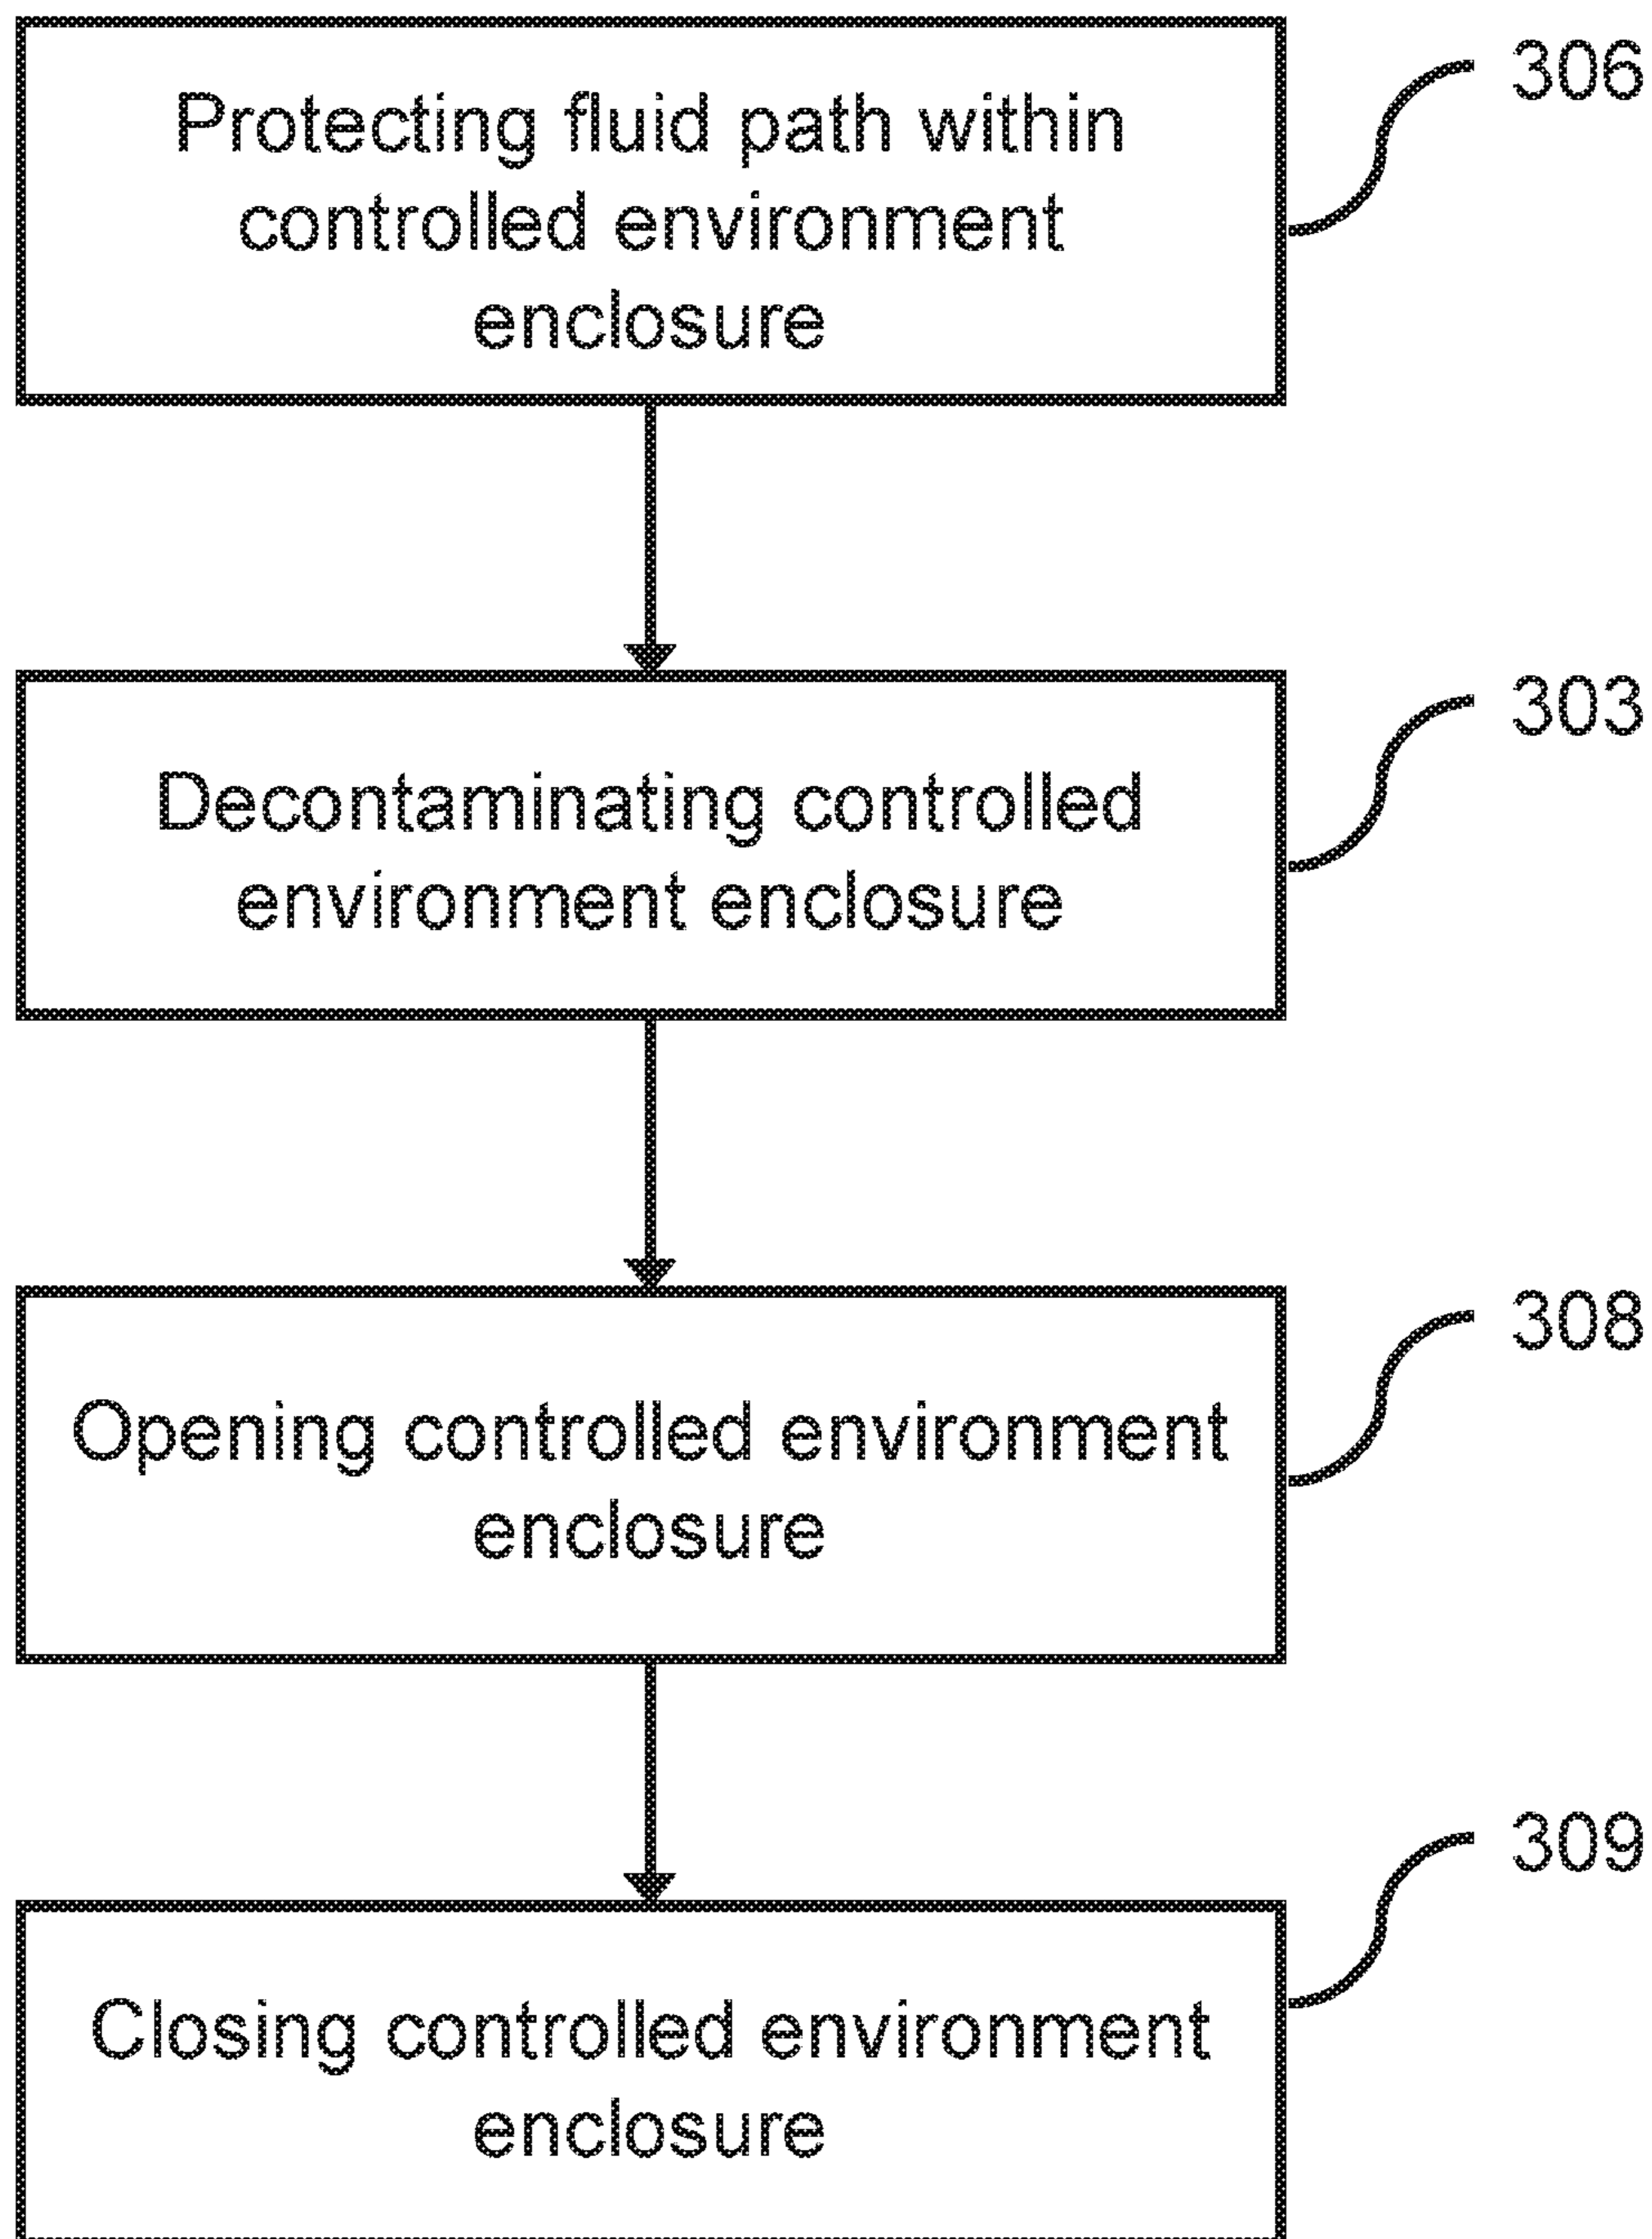 Protecting fluid path within
controlled environment
enclosure
306
Decontaminating controlled
environment enclosure
303
Opening controlled environment
enclosure
308
Closing controlled environment
enclosure
309